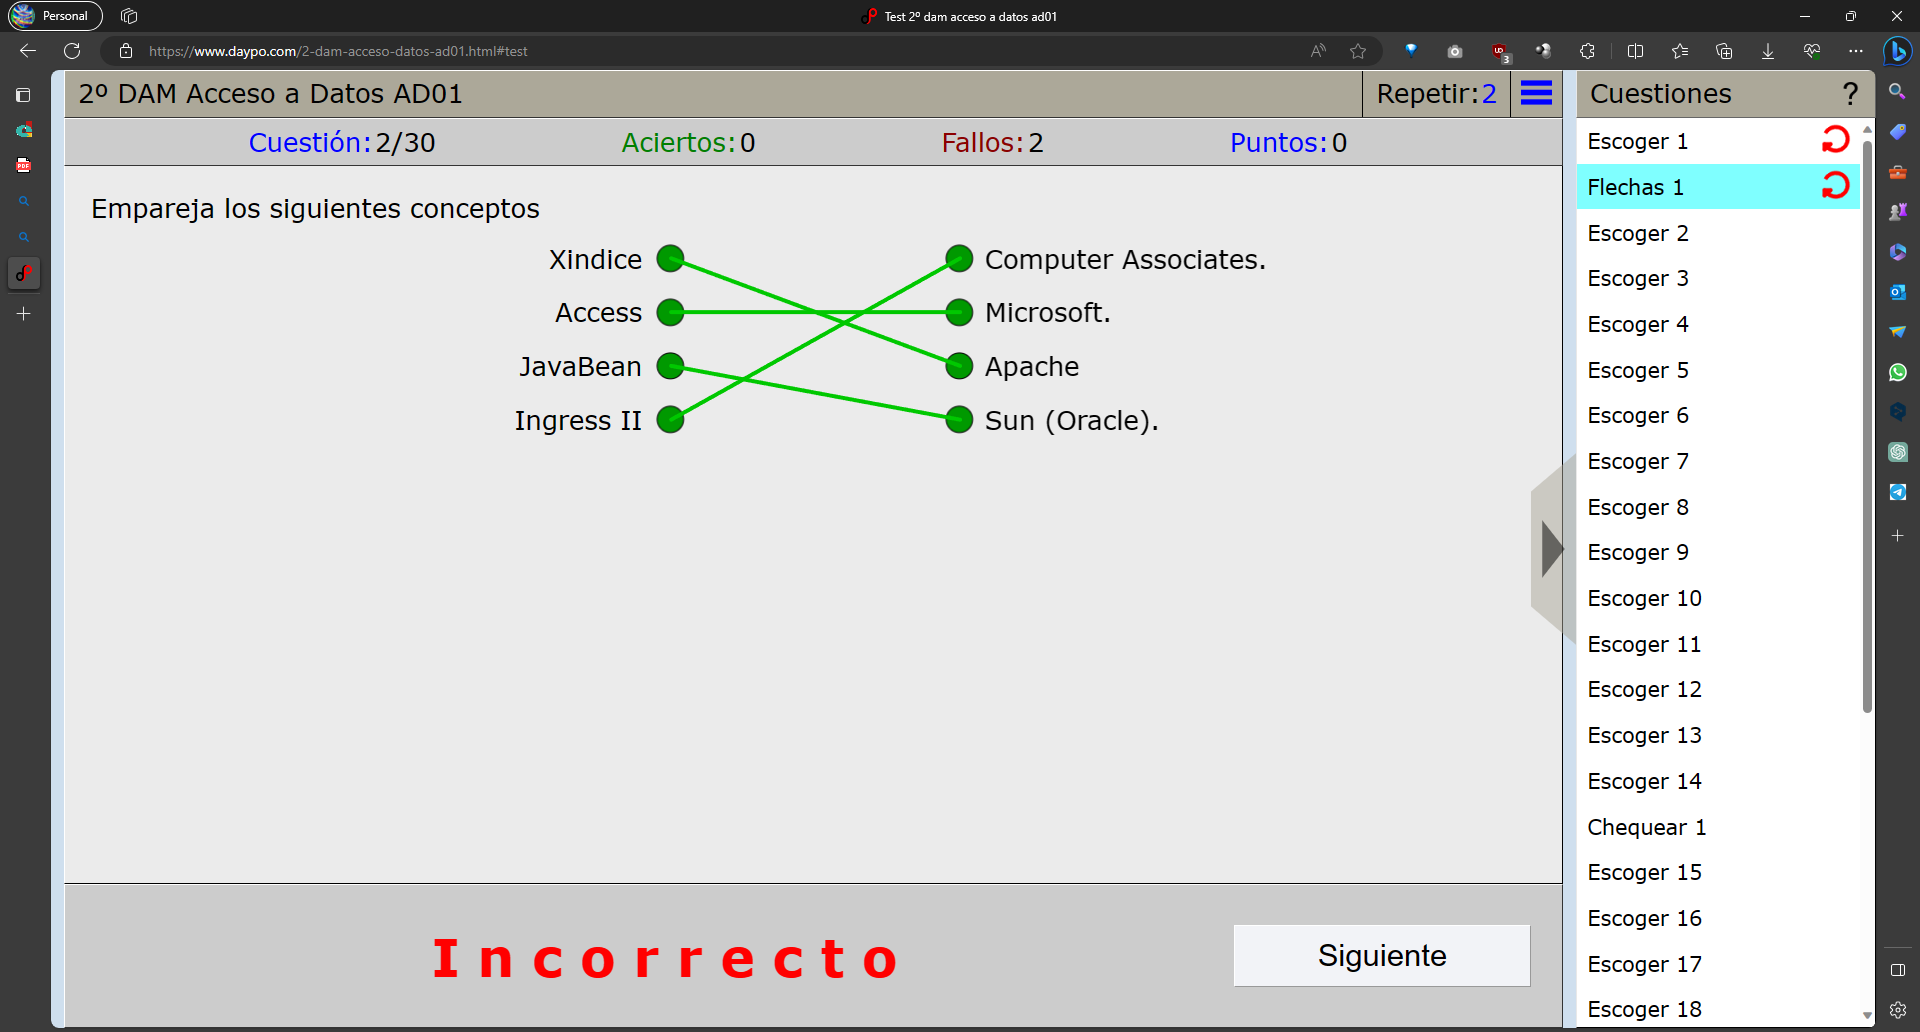 Personal
Test 2º dam acceso a datos ad01
https://www.daypo.com/2-dam-acceso-datos-ad01.html#test
2º DAM Acceso a Datos AD01
Repetir:2
Cuestiones
?
Cuestión:2/30
Aciertos:0
Fallos:2
Puntos:0
Empareja los siguientes conceptos
Xindice
Computer Associates.
Access
Microsoft.
JavaBean
Apache
Ingress II
Sun (Oracle).
Incorrecto
Siguiente
Escoger 1
Flechas 1
Escoger 2
Escoger 3
Escoger 4
Escoger 5
Escoger 6
Escoger 7
Escoger 8
Escoger 9
Escoger 10
Escoger 11
Escoger 12
Escoger 13
Escoger 14
Chequear 1
Escoger 15
Escoger 16
Escoger 17
Escoger 18